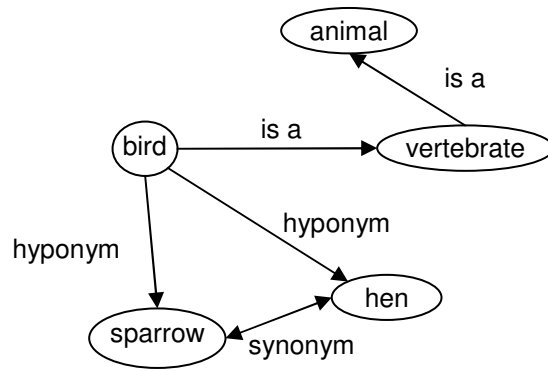 animal
is a
is a
bird
vertebrate
hyponym
hyponym
hen
sparrow
synonym